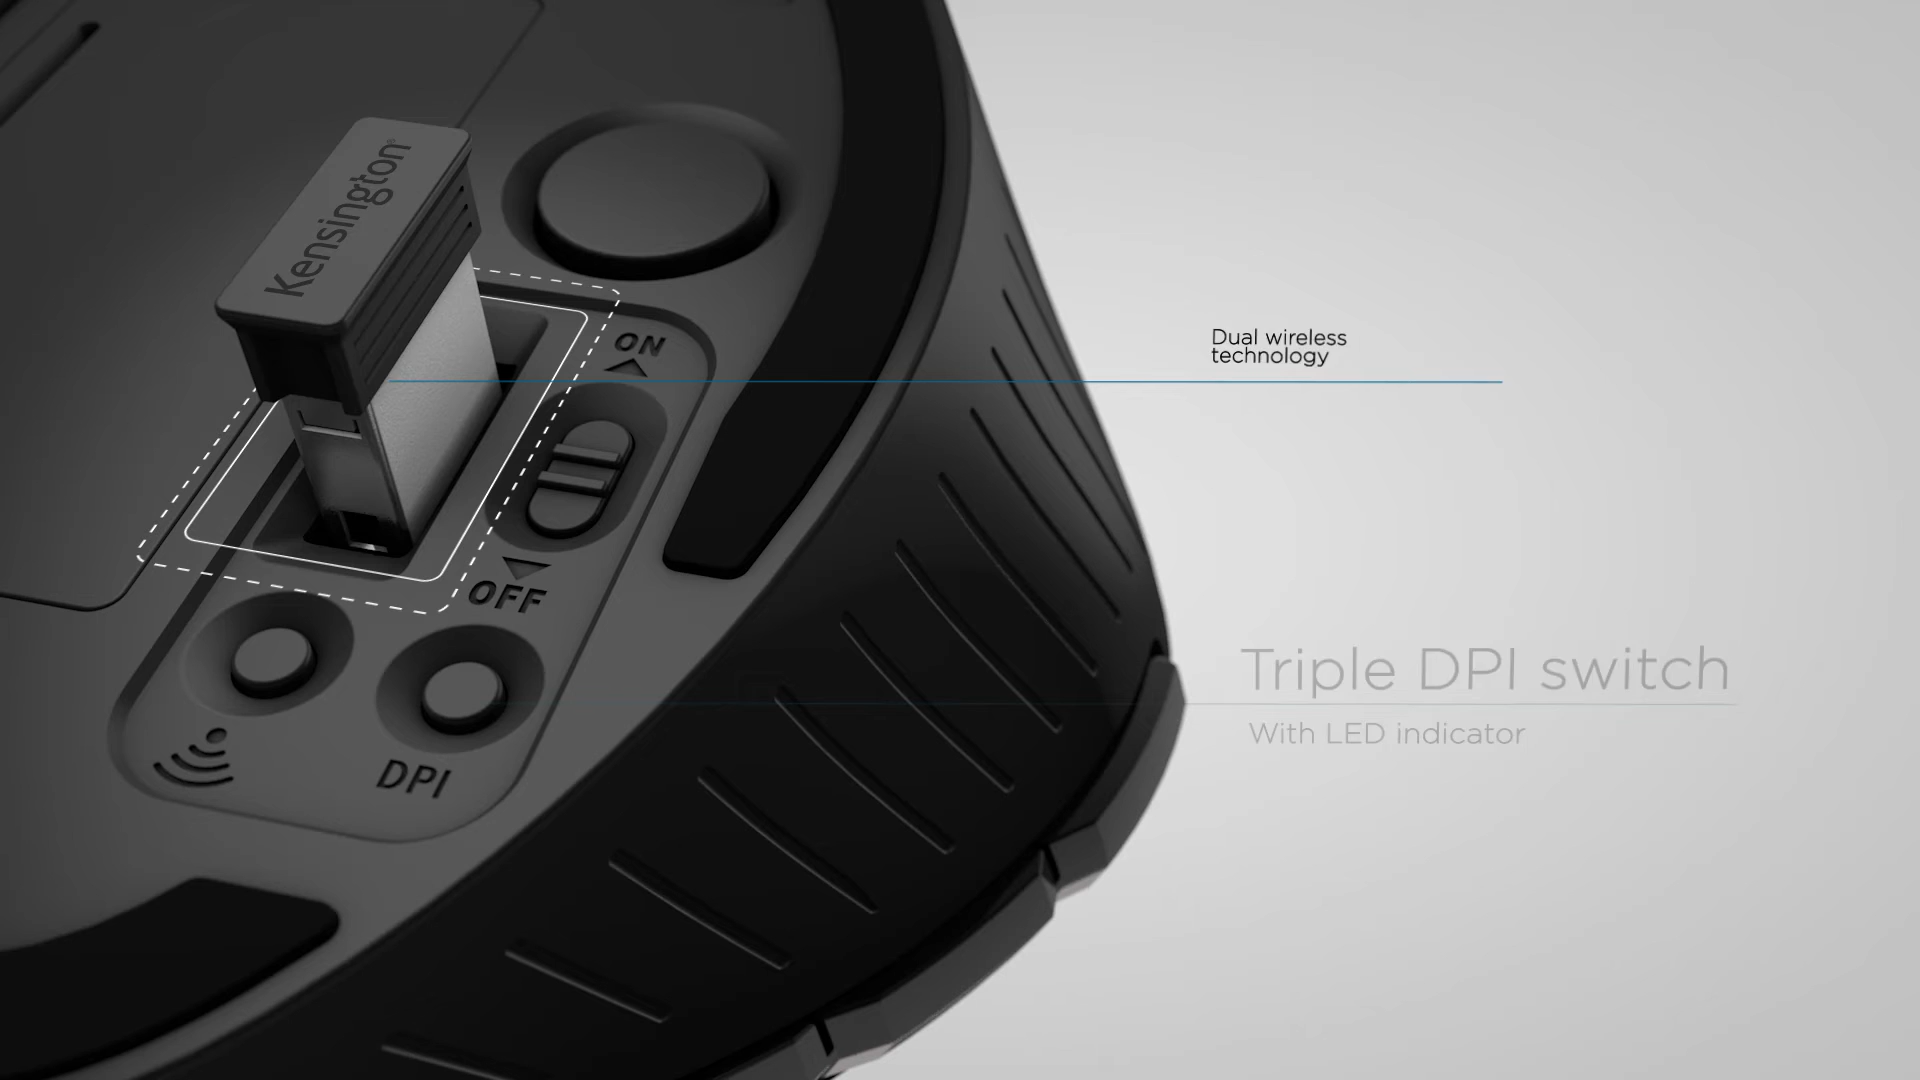 Kensington
ON
Dual wireless
technology
OFF
Triple DPI switch
With LED indicator
DPI